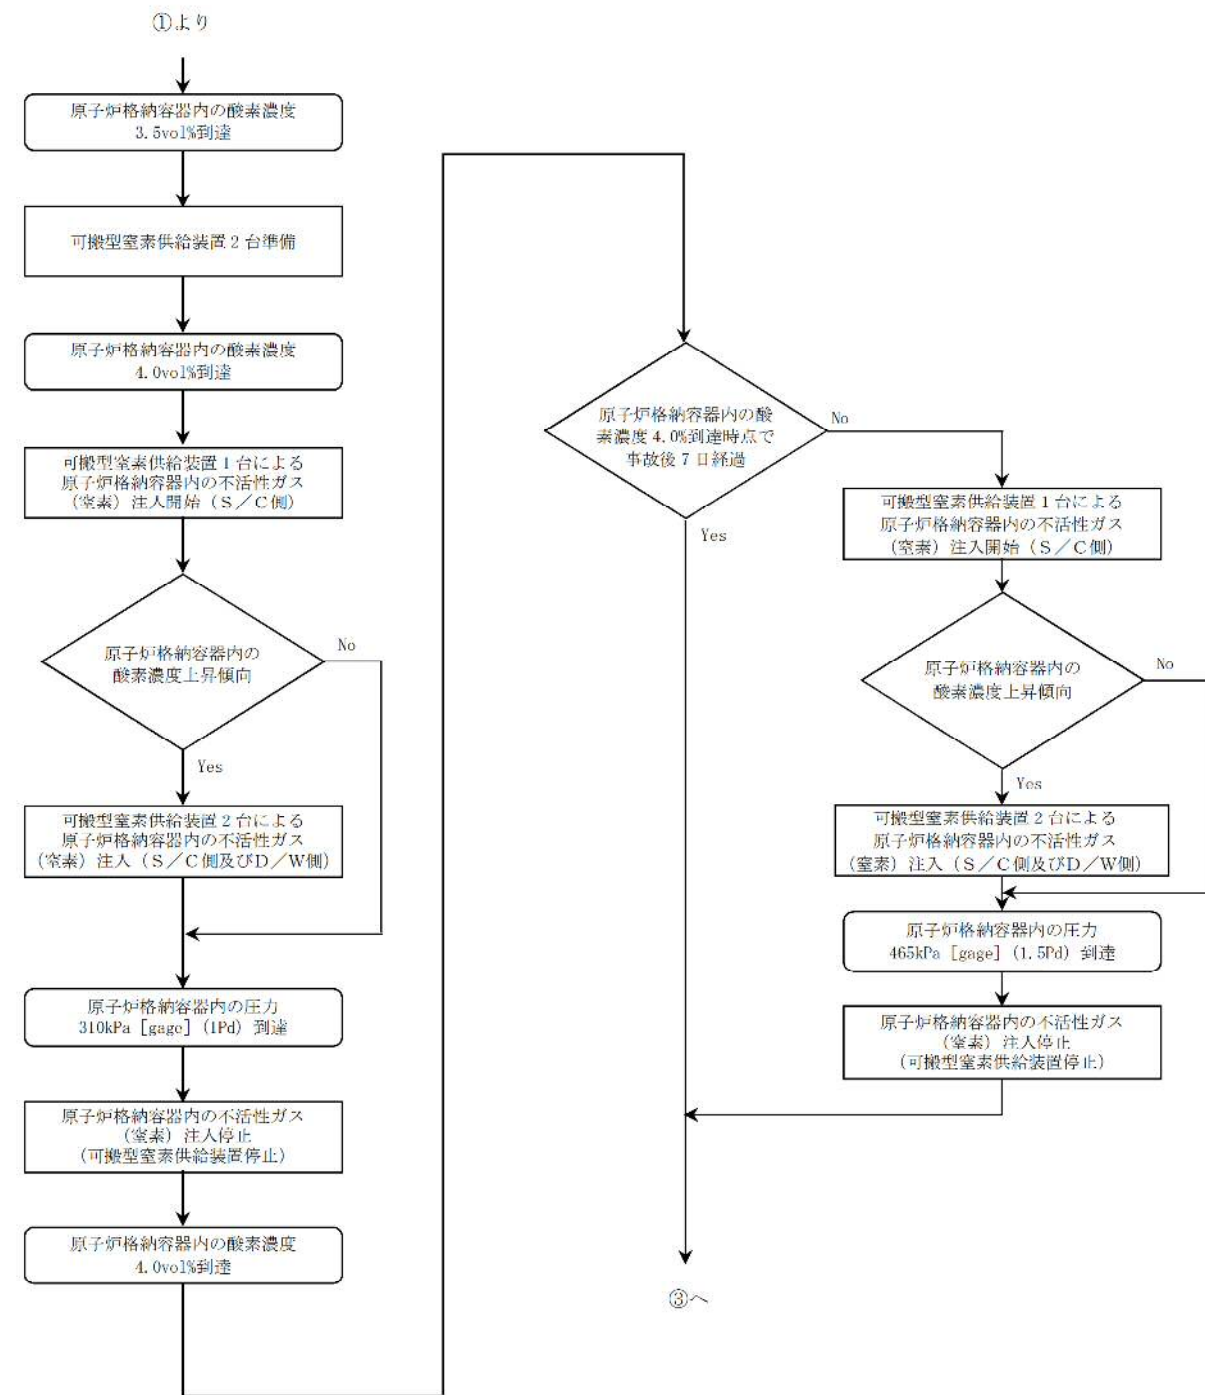 ①より
原子炉格納容器内の酸素濃度
3.5vol%到達
可搬型窒素供給装置2台準備
原子炉格納容器内の酸素濃度
4.0vol%到達
可搬型窒素供給装置1台による
原子炉格納容器内の不活性ガス
(窒素)注入開始(S/C側)
原子炉格納容器内の
酸素濃度上昇傾向
No
Yes
可搬型窒素供給装置2台による
原子炉格納容器内の不活性ガス
(窒素)注入(S/C側及びD/W側)
原子炉格納容器内の圧力
310kPa [gage] (1Pd) 到達
原子炉格納容器内の不活性ガス
(窒素)注入停止
(可搬型窒素供給装置停止)
原子炉格納容器内の酸素濃度
4.0vol%到達
原子炉格納容器内の酸
素濃度4.0%到達時点で
事故後7日経過
No
Yes
可搬型窒素供給装置1台による
原子炉格納容器内の不活性ガス
(窒素)注入開始(S/C側)
原子炉格納容器内の
酸素濃度上昇傾向
No
Yes
可搬型窒素供給装置2台による
原子炉格納容器内の不活性ガス
(窒素)注入(S/C側及びD/W側)
原子炉格納容器内の圧力
465kPa [gage] (1.5Pd) 到達
原子炉格納容器内の不活性ガス
(窒素)注入停止
(可搬型窒素供給装置停止)
③へ